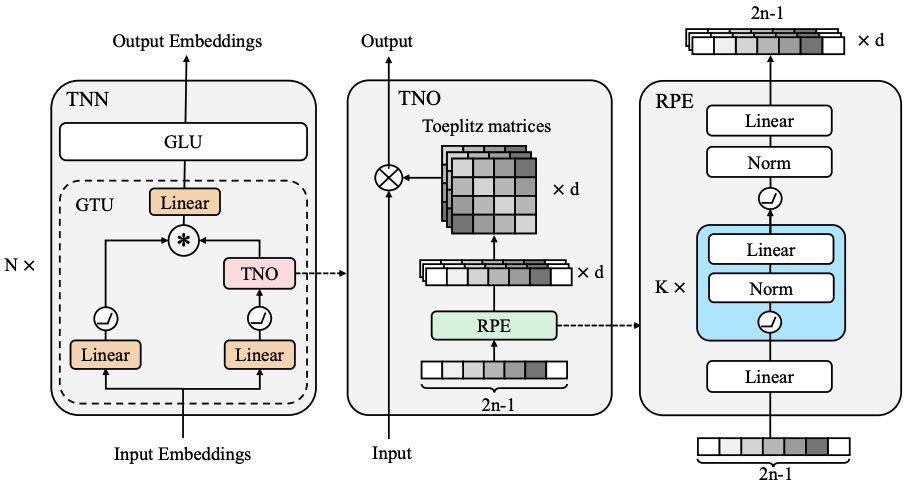 Output Embeddings
TNN
GLU
GTU
Linear
*
TNO
Linear
Linear
N ×
Input Embeddings
Output
TNO
Toeplitz matrices
× d
× d
RPE
2n-1
Input
2n-1
× d
RPE
Linear
Norm
Linear
K ×
Norm
Linear
2n-1